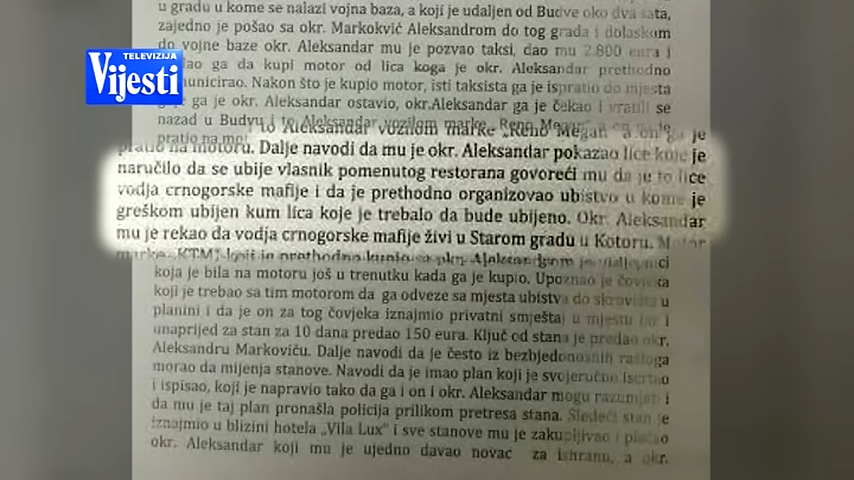 u gradu u kome se nalazi vojna baza, a koji je udaljen od Budve oko dva sata,
zajedno je pošao sa okr. Markokvić Aleksandrom do tog grada i dolaskom
do vojne baze okr. Aleksandar mu je pozvao taksi, dao mu 2.800 eura i
da kupi motor od lica koga je okr. Aleksandar prethodno
Nakon što je kupio motor, isti taksista ga je ispratio do mjesta
ga je okr. Aleksandar ostavio, okr.Aleksandar ga je čekao i vratili se
nazad u Budvu i to Aleksandar vozilom marke „Reno Megan"
pratio na
TELEVIZIJA
Vijesti
i to Aleksandar vozilom marke „Reno Megan" a on ga je
pratio na motoru. Dalje navodi da mu je okr. Aleksandar pokazao lice koje je
naručilo da se ubije vlasnik pomenutog restorana govoreći mu da je to lice
vodja crnogorske mafije i da je prethodno organizovao ubistvo u kome je
greškom ubijen kum lica koje je trebalo da bude ubijeno. Okr. Aleksandar
mu je rekao da vodja crnogorske mafije živi u Starom gradu u Kotoru. Motor
marke „KTM" koji je prethodno kupio sa okr. Aleksandrom je
koja je bila na motoru još u trenutku kada ga je kupio. Upoznao je čovjeka
koji je trebao sa tim motorom da ga odveze sa mjesta ubistva do skrovišta u
planini i da je on za tog čovjeka iznajmio privatni smještaj u mjestu i
unaprijed za stan za 10 dana predao 150 eura. Ključ od stana je predao okr.
Aleksandru Markoviću. Dalje navodi da je često iz bezbjedonosnih razloga
morao da mijenja stanove. Navodi da je imao plan koji je svojeručno iscrtao
i ispisao, koji je napravio tako da ga i on i okr. Aleksandar mogu razumjeti i
da mu je taj plan pronašla policija prilikom pretresa stana. Sledeći stan je
iznajmio u blizini hotela „Vila Lux" i sve stanove mu je zakupljivao i plaćao
okr. Aleksandar koji mu je ujedno davao novac za ishranu, a okr.